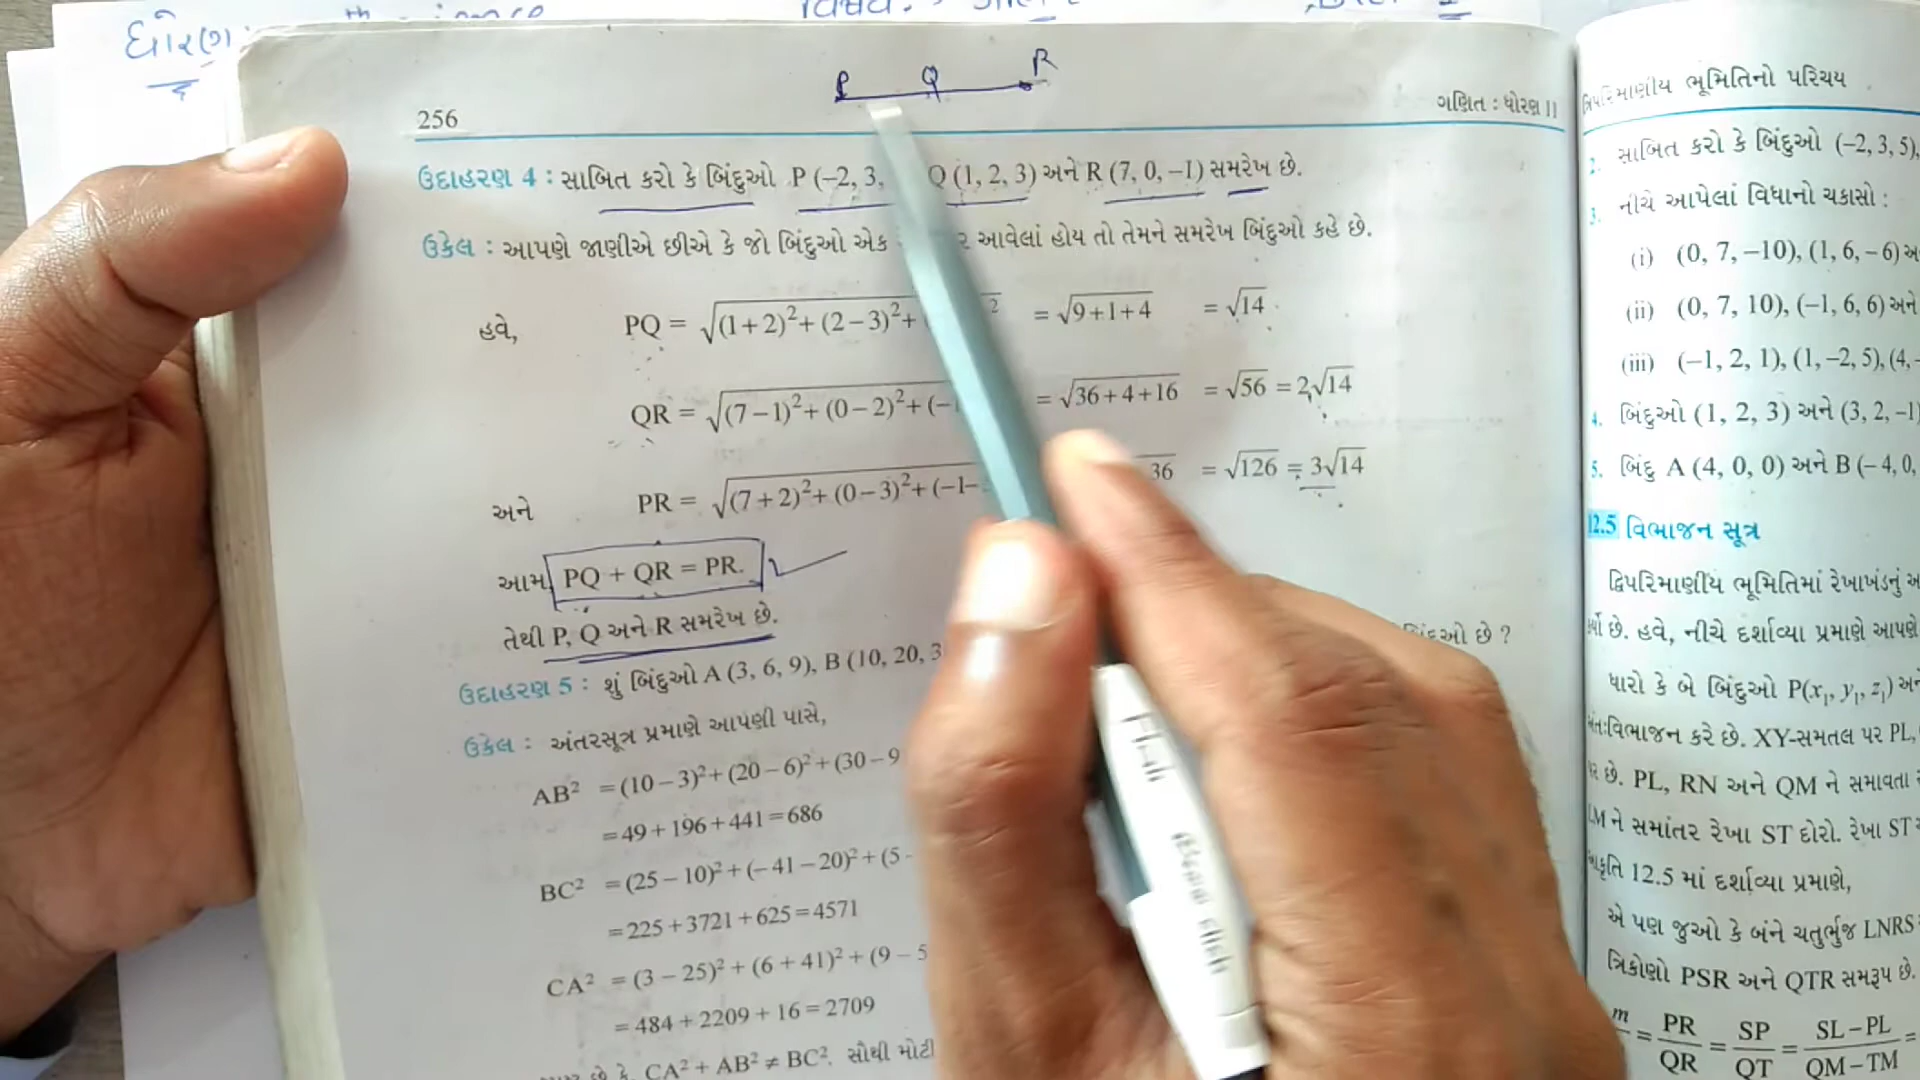 ધોરણ :
P Q R
256
ગણિત : ધોરણ 11
ઉદાહરણ 4 : સાબિત કરો કે બિંદુઓ P (–2, 3, Q (1, 2, 3) અને R (7, 0, –1) સમરેખ છે.
ઉકેલ : આપણે જાણીએ છીએ કે જો બિંદુઓ એક આવેલાં હોય તો તેમને સમરેખ બિંદુઓ કહે છે.
હવે, PQ = √(1+2)²+ (2–3)²+ ² = √9+1+4 = √14
QR = √(7–1)²+ (0–2)²+ (– = √36+4+16 = √56 = 2√14
અને PR = √(7+2)²+ (0–3)²+ (–1– 36 = √126 = 3√14
આમ, PQ + QR = PR.
તેથી P, Q અને R સમરેખ છે.
ઉદાહરણ 5 : શું બિંદુઓ A (3, 6, 9), B (10, 20, 3 બિંદુઓ છે ?
ઉકેલ : અંતરસૂત્ર પ્રમાણે આપણી પાસે,
AB² = (10 – 3)² + (20 – 6)² + (30 – 9
= 49 + 196 + 441 = 686
BC² = (25 – 10)² + (– 41 – 20)² + (5 –
= 225 + 3721 + 625 = 4571
CA² = (3 – 25)² + (6 + 41)² + (9 – 5
= 484 + 2209 + 16 = 2709
છે કે, CA² + AB² ≠ BC². સૌથી મોટી
ત્રિપરિમાણીય ભૂમિતિનો પરિચય
2. સાબિત કરો કે બિંદુઓ (–2, 3, 5),
3. નીચે આપેલાં વિધાનો ચકાસો :
(i) (0, 7, –10), (1, 6, – 6)
(ii) (0, 7, 10), (–1, 6, 6) અને
(iii) (–1, 2, 1), (1, –2, 5), (4,
4. બિંદુઓ (1, 2, 3) અને (3, 2, –1)
5. બિંદુ A (4, 0, 0) અને B (– 4, 0,
12.5 વિભાજન સૂત્ર
દ્વિપરિમાણીય ભૂમિતિમાં રેખાખંડનું
છે. હવે, નીચે દર્શાવ્યા પ્રમાણે આપણે
ધારો કે બે બિંદુઓ P(x₁, y₁, z₁) અને
અંતઃવિભાજન કરે છે. XY-સમતલ પર PL,
છે. PL, RN અને QM ને સમાવતા
LM ને સમાંતર રેખા ST દોરો. રેખા ST
આકૃતિ 12.5 માં દર્શાવ્યા પ્રમાણે,
એ પણ જુઓ કે બંને ચતુર્ભુજ LNRS
ત્રિકોણો PSR અને QTR સમરૂપ છે.
m = PR/QR = SP/QT = SL – PL/QM – TM =